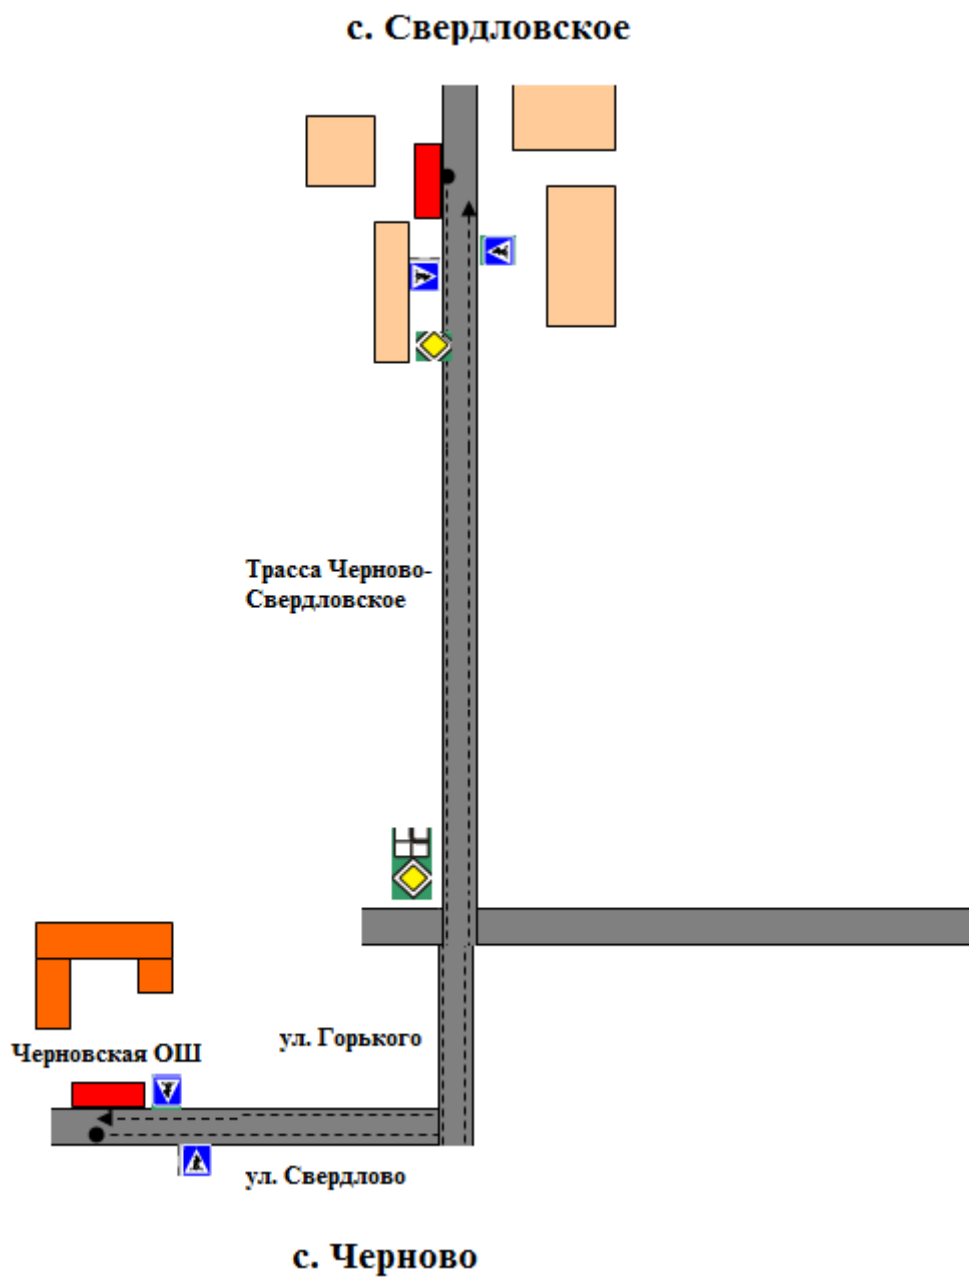 с. Свердловское
Трасса Черново-
Свердловское
ул. Горького
Черновская ОШ
ул. Свердлово
с. Черново